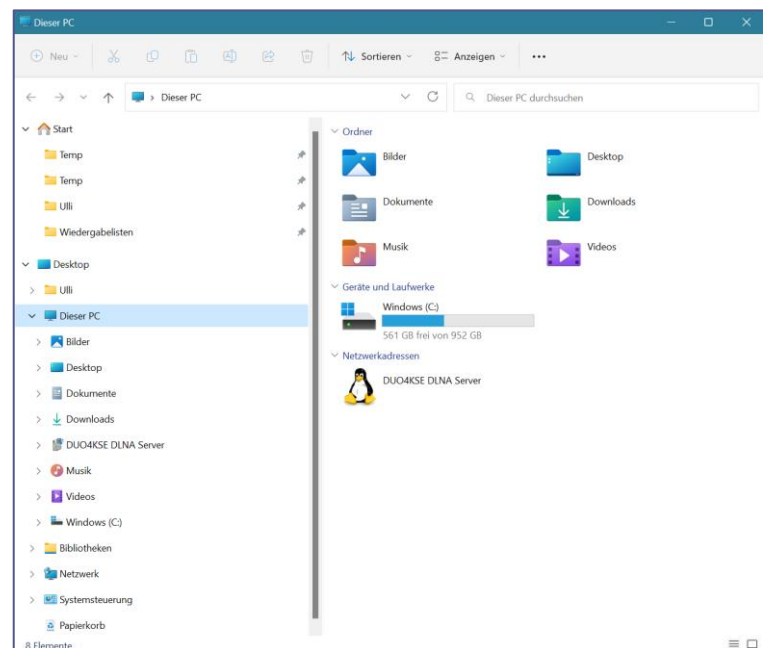 Dieser PC
Neu
Sortieren
Anzeigen
Dieser PC
Dieser PC durchsuchen
Start
Temp
Temp
Ulli
Wiedergabelisten
Desktop
Ulli
Dieser PC
Bilder
Desktop
Dokumente
Downloads
DUO4KSE DLNA Server
Musik
Videos
Windows (C:)
Bibliotheken
Netzwerk
Systemsteuerung
Papierkorb
8 Elemente
Ordner
Bilder
Desktop
Dokumente
Downloads
Musik
Videos
Geräte und Laufwerke
Windows (C:)
561 GB frei von 952 GB
Netzwerkadressen
DUO4KSE DLNA Server